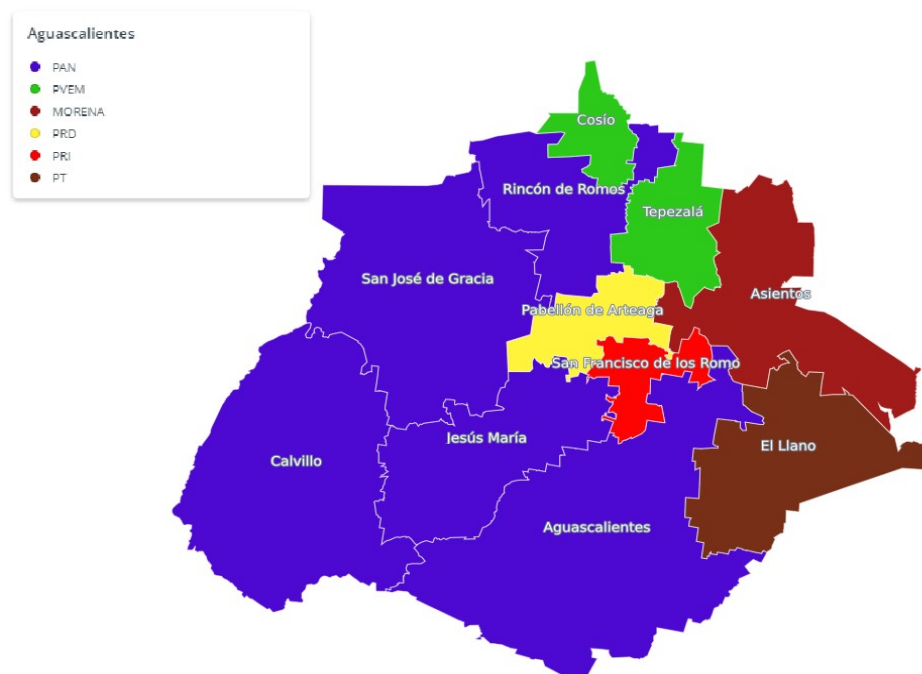 Aguascalientes
PAN
PVEM
MORENA
PRD
PRI
PT
Cosío
Rincón de Romos
Tepezalá
San José de Gracia
Asientos
Pabellón de Arteaga
San Francisco de los Romo
Jesús María
El Llano
Calvillo
Aguascalientes